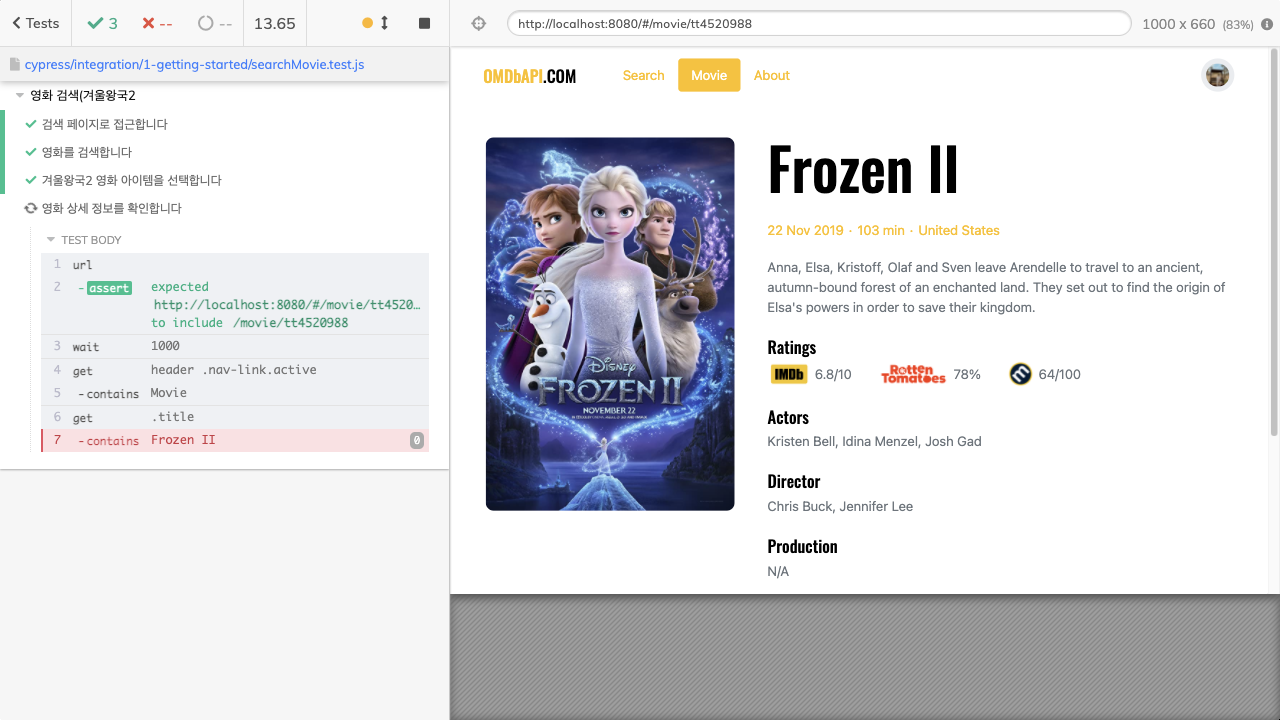 Tests
3
--
--
13.65
http://localhost:8080/#/movie/tt4520988
1000 x 660 (83%)
cypress/integration/1-getting-started/searchMovie.test.js
영화 검색(겨울왕국2
검색 페이지로 접근합니다
영화를 검색합니다
겨울왕국2 영화 아이템을 선택합니다
영화 상세 정보를 확인합니다
TEST BODY
1 url
2 -assert expected
http://localhost:8080/#/movie/tt4520…
to include /movie/tt4520988
3 wait 1000
4 get header .nav-link.active
5 -contains Movie
6 get .title
7 -contains Frozen II 0
OMDbAPI.COM
Search Movie About
DISNEY
FROZEN II
NOVEMBER 22
Frozen II
22 Nov 2019 · 103 min · United States
Anna, Elsa, Kristoff, Olaf and Sven leave Arendelle to travel to an ancient,
autumn-bound forest of an enchanted land. They set out to find the origin of
Elsa's powers in order to save their kingdom.
Ratings
IMDb 6.8/10 Rotten Tomatoes 78% 64/100
Actors
Kristen Bell, Idina Menzel, Josh Gad
Director
Chris Buck, Jennifer Lee
Production
N/A